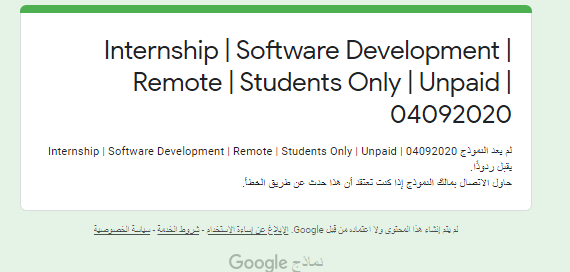 Internship | Software Development |
Remote | Students Only | Unpaid |
04092020
لم يعد النموذج Internship | Software Development | Remote | Students Only | Unpaid | 04092020
يقبل ردودًا.
حاول الاتصال بمالك النموذج إذا كنت تعتقد أن هذا حدث عن طريق الخطأ.
لم يتم إنشاء هذا المحتوى ولا اعتماده من قبل Google. الإبلاغ عن إساءة الاستخدام - شروط الخدمة - سياسة الخصوصية
نماذج Google